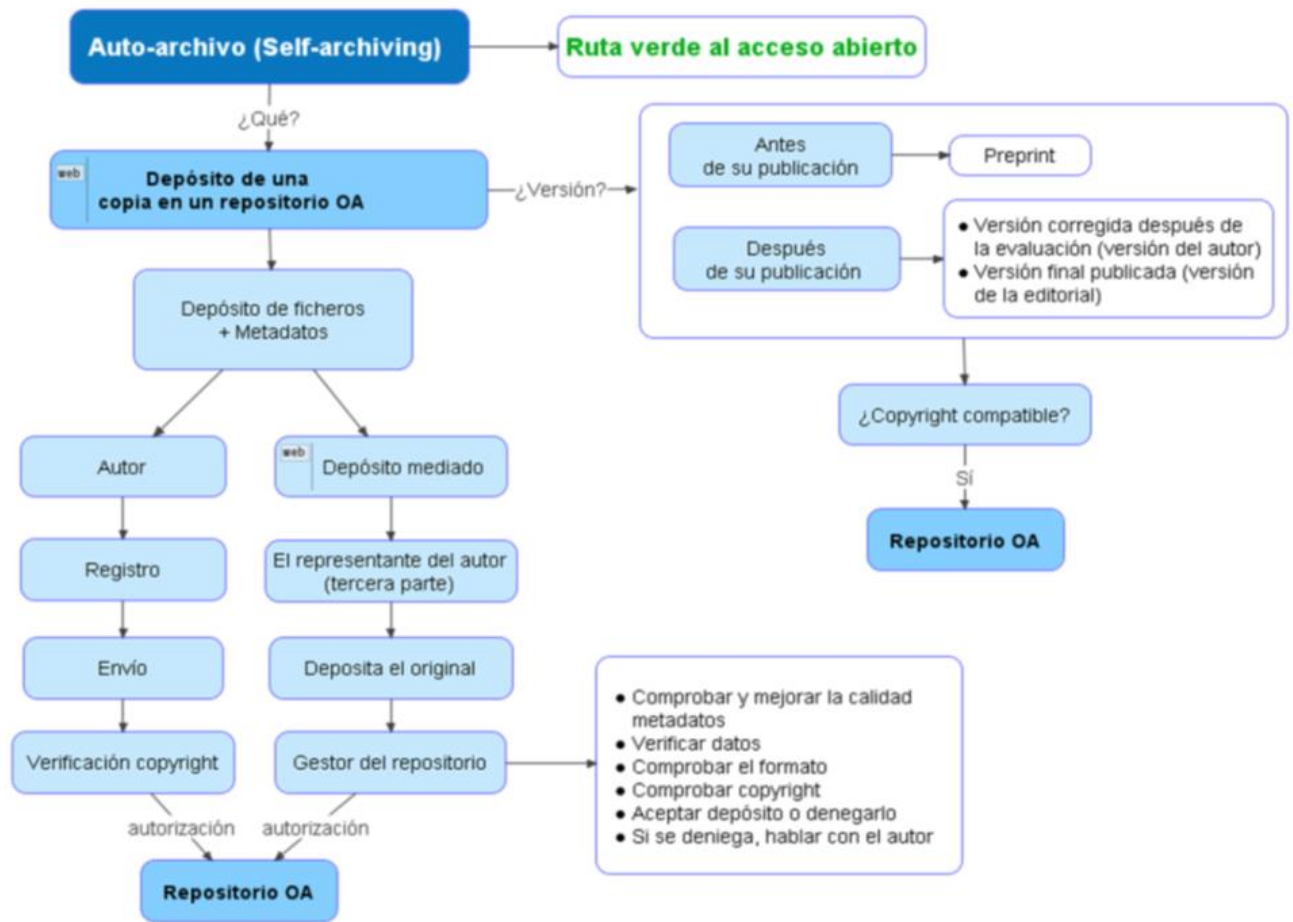 Auto-archivo (Self-archiving)
Ruta verde al acceso abierto
¿Qué?
web
Depósito de una
copia en un repositorio OA
¿Versión?
Antes
de su publicación
Preprint
Después
de su publicación
● Versión corregida después de
la evaluación (versión del autor)
● Versión final publicada (versión
de la editorial)
¿Copyright compatible?
Sí
Repositorio OA
Depósito de ficheros
+ Metadatos
Autor
Registro
Envío
Verificación copyright
autorización
web
Depósito mediado
El representante del autor
(tercera parte)
Deposita el original
Gestor del repositorio
autorización
● Comprobar y mejorar la calidad
metadatos
● Verificar datos
● Comprobar el formato
● Comprobar copyright
● Aceptar depósito o denegarlo
● Si se deniega, hablar con el autor
Repositorio OA